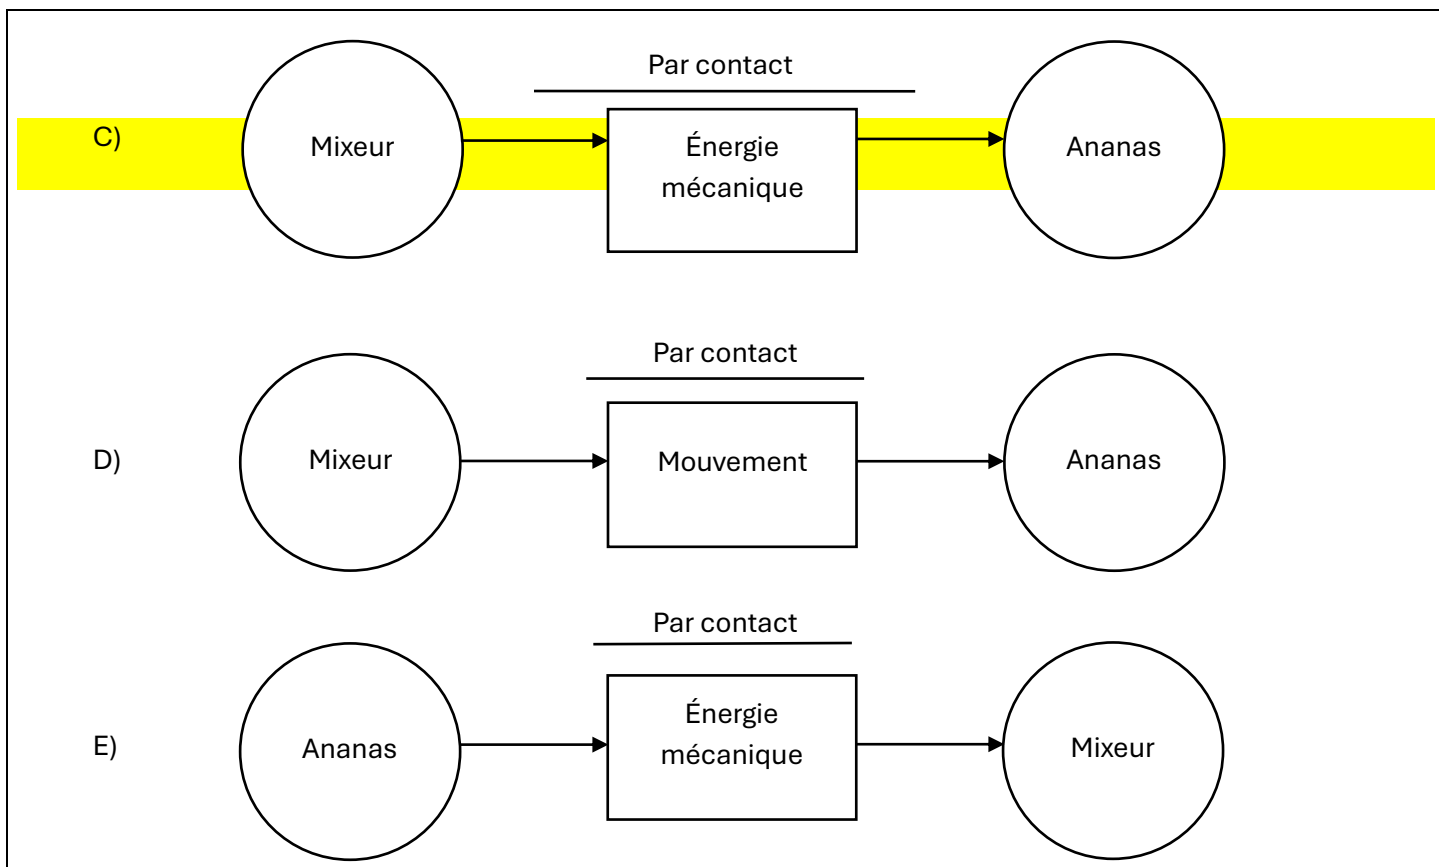 Par contact
C)
Mixeur
Énergie
mécanique
Ananas
Par contact
D)
Mixeur
Mouvement
Ananas
Par contact
E)
Ananas
Énergie
mécanique
Mixeur